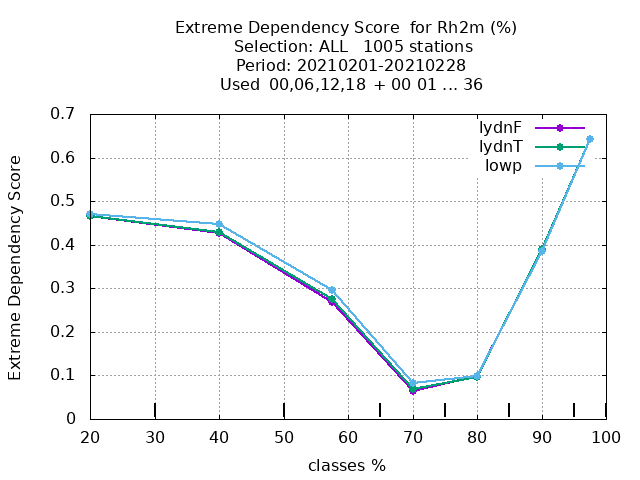 Extreme Dependency Score  for Rh2m (%)
Selection: ALL   1005 stations
Period: 20210201-20210228
Used  00,06,12,18  + 00 01 ... 36
Extreme Dependency Score
0.7
0.6
0.5
0.4
0.3
0.2
0.1
0
lydnF
lydnT
lowp
20 30 40 50 60 70 80 90 100
classes %